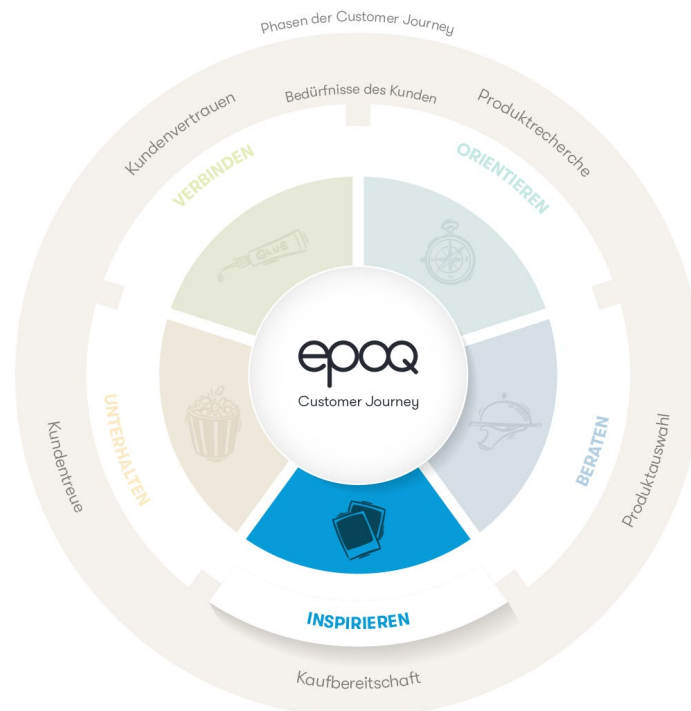 Phasen der Customer Journey
Bedürfnisse des Kunden
Kundenvertrauen
Produktrecherche
VERBINDEN
ORIENTIEREN
GLUE
epoq
Customer Journey
UNTERHALTEN
BERATEN
Kundentreue
Produktauswahl
INSPIRIEREN
Kaufbereitschaft